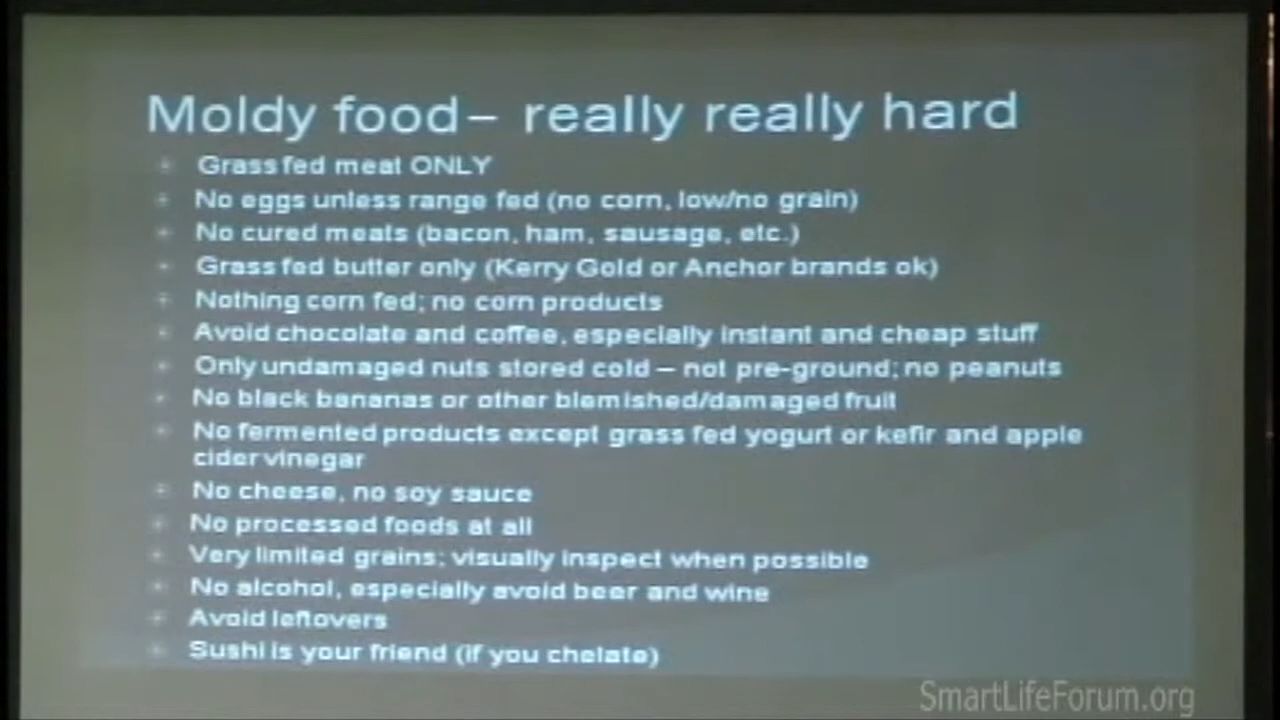 Moldy food – really really hard
Grass fed meat ONLY
No eggs unless range fed (no corn, low/no grain)
No cured meats (bacon, ham, sausage, etc.)
Grass fed butter only (Kerry Gold or Anchor brands ok)
Nothing corn fed; no corn products
Avoid chocolate and coffee, especially instant and cheap stuff
Only undamaged nuts stored cold – not pre-ground; no peanuts
No black bananas or other blemished/damaged fruit
No fermented products except grass fed yogurt or kefir and apple
cider vinegar
No cheese, no soy sauce
No processed foods at all
Very limited grains; visually inspect when possible
No alcohol, especially avoid beer and wine
Avoid leftovers
Sushi is your friend (if you chelate)
SmartLifeForum.org